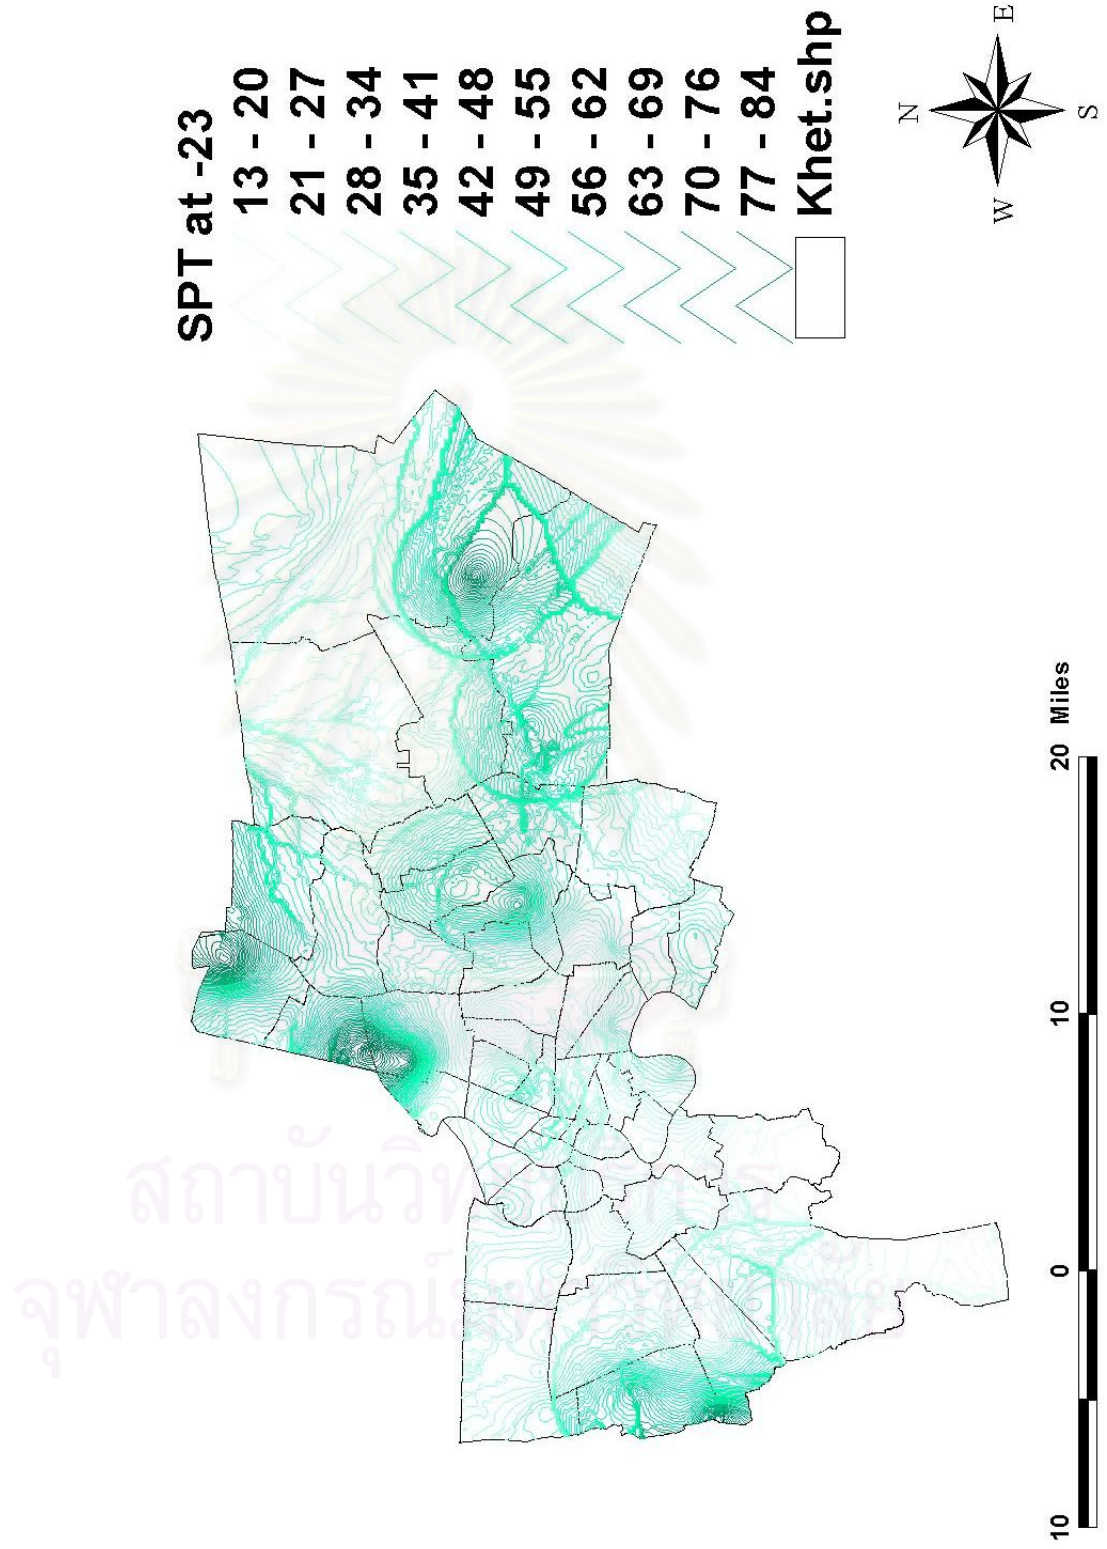 SPT at -23
13 - 20
21 - 27
28 - 34
35 - 41
42 - 48
49 - 55
56 - 62
63 - 69
70 - 76
77 - 84
Khet.shp
N
W
E
S
10 0 10 20 Miles
สถาบันวิทยบริการ
จุฬาลงกรณ์มหาวิทยาลัย